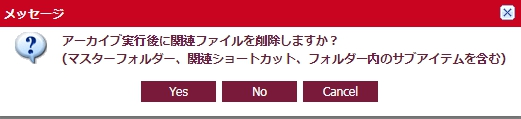 メッセージ
アーカイブ実行後に関連ファイルを削除しますか？
(マスターフォルダー、関連ショートカット、フォルダー内のサブアイテムを含む)
Yes No Cancel